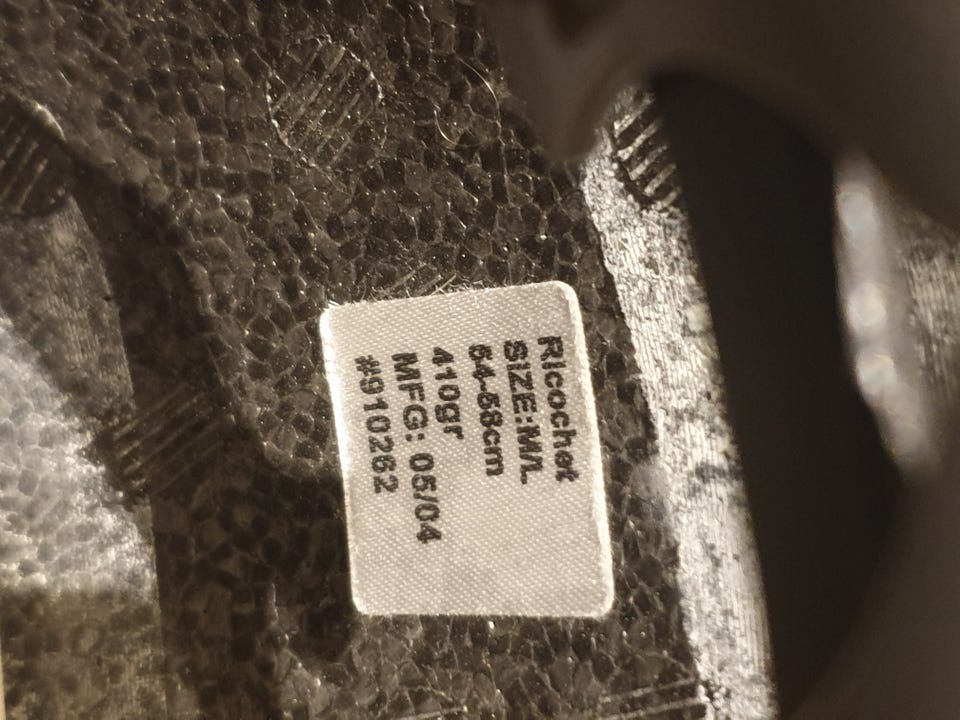 Ricochet
SIZE:M/L
54-58cm
410gr
MFG: 05/04
#910262